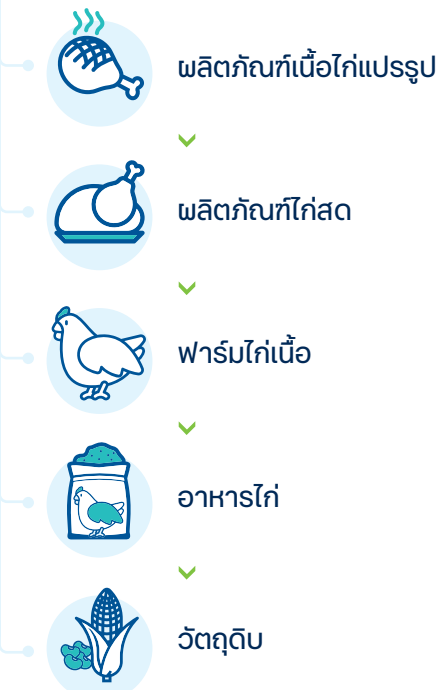 ผลิตภัณฑ์เนื้อไก่แปรรูป
ผลิตภัณฑ์ไก่สด
ฟาร์มไก่เนื้อ
อาหารไก่
วัตถุดิบ